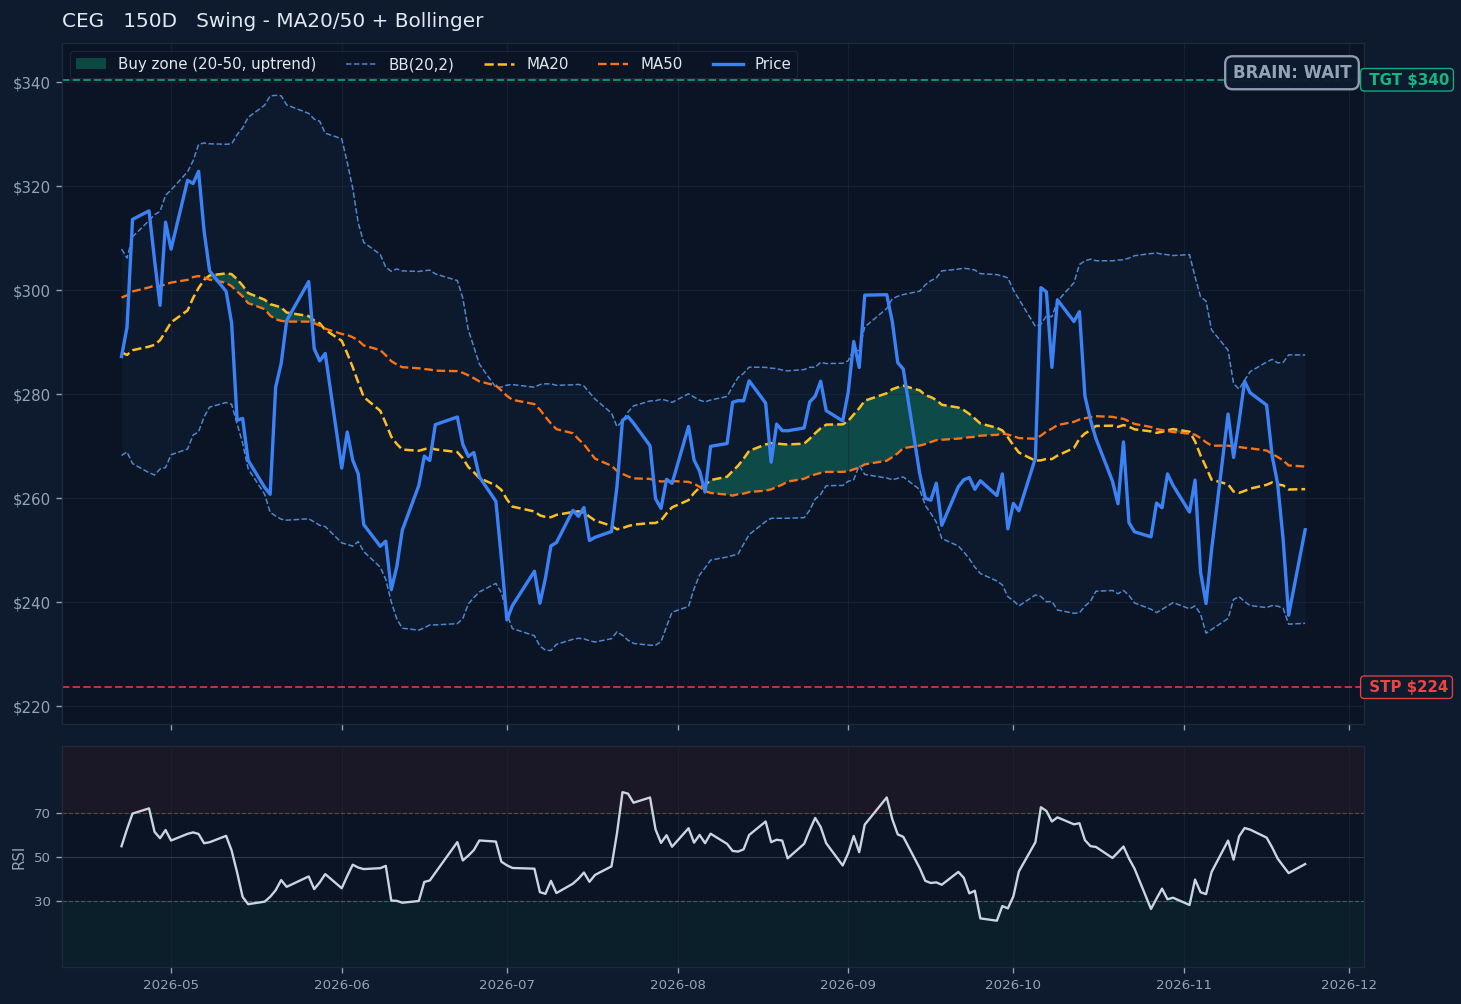 CEG 150D Swing - MA20/50 + Bollinger
Buy zone (20-50, uptrend) BB(20,2) MA20 MA50 Price
BRAIN: WAIT
TGT $340
$340
$320
$300
$280
$260
$240
$220
STP $224
RSI
70
50
30
2026-05 2026-06 2026-07 2026-08 2026-09 2026-10 2026-11 2026-12